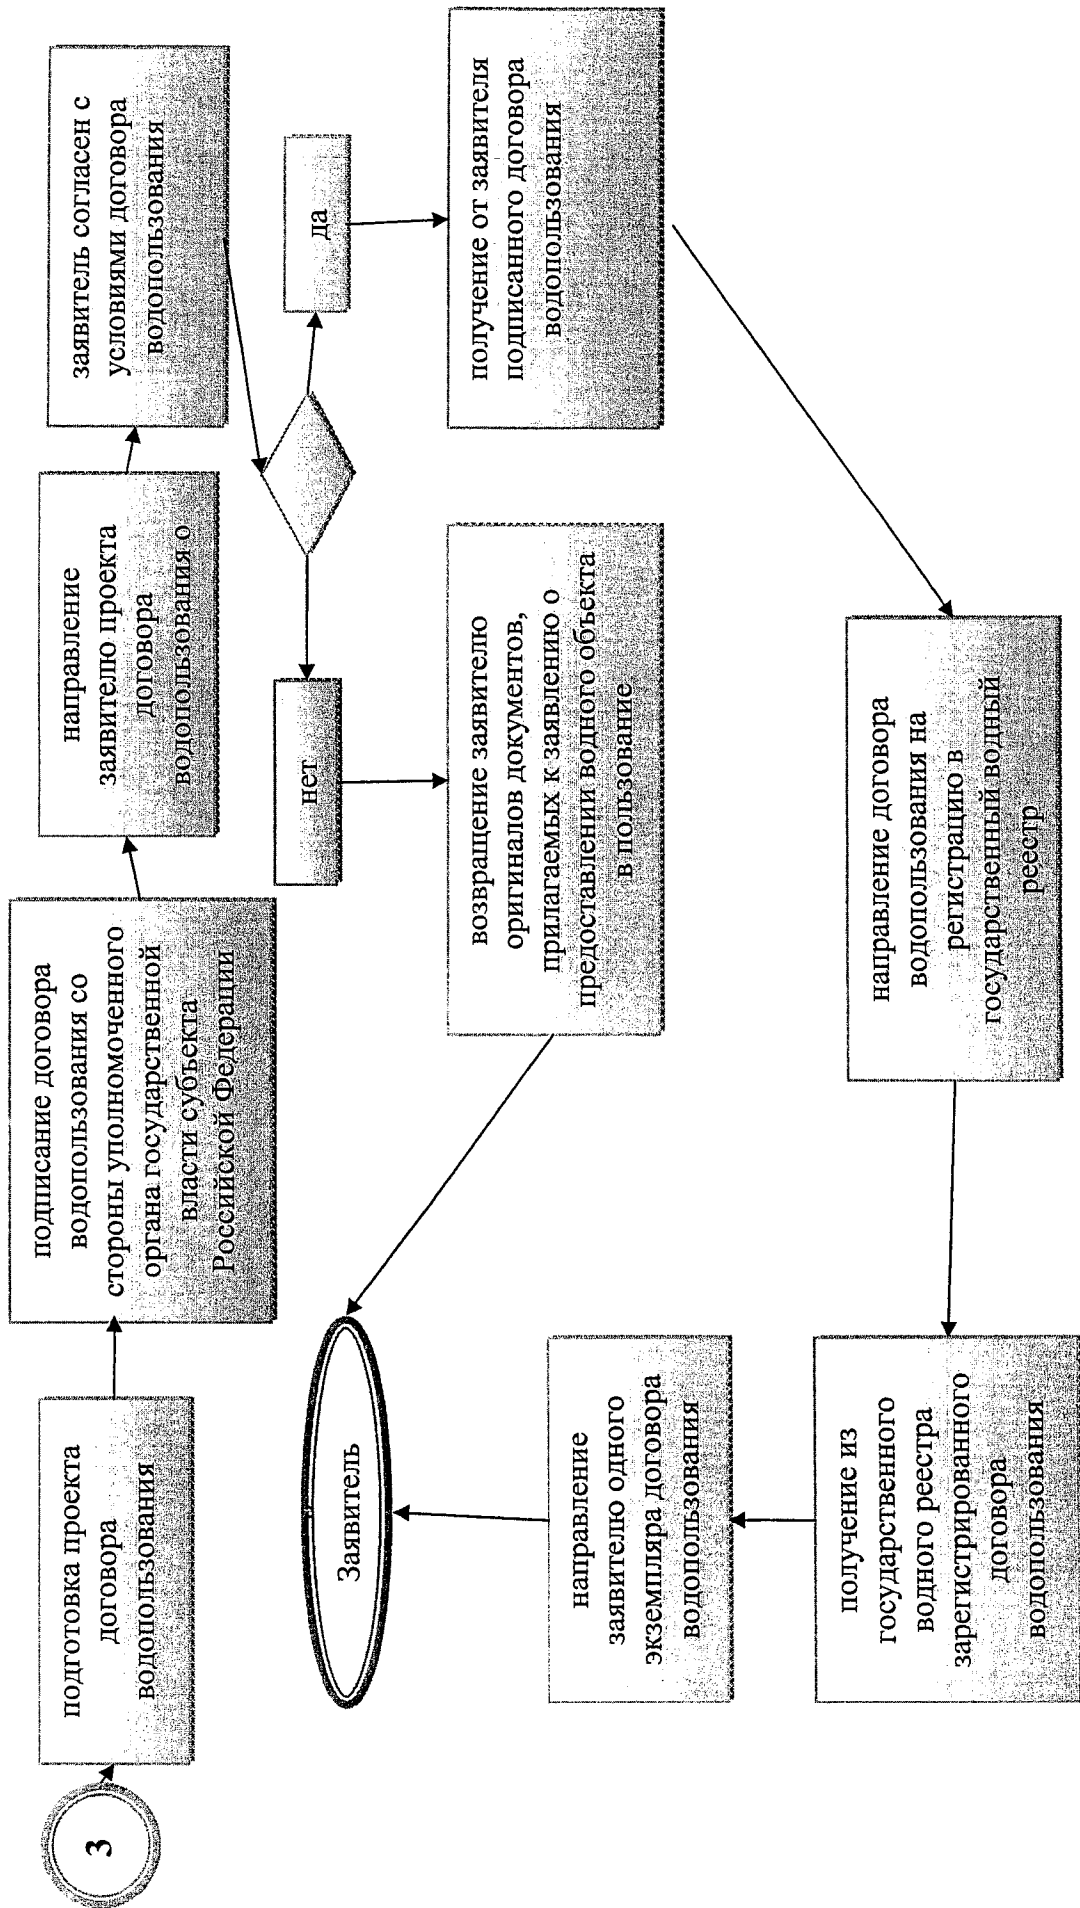 3
подготовка проекта
договора
водопользования
подписание договора
водопользования со
стороны уполномоченного
органа государственной
власти субъекта
Российской Федерации
направление
заявителю проекта
договора
водопользования о
заявитель согласен с
условиями договора
водопользования
нет
да
возвращение заявителю
оригиналов документов,
прилагаемых к заявлению о
предоставлении водного объекта
в пользование
получение от заявителя
подписанного договора
водопользования
Заявитель
направление
заявителю одного
экземпляра договора
водопользования
получение из
государственного
водного реестра
зарегистрированного
договора
водопользования
направление договора
водопользования на
регистрацию в
государственный водный
реестр